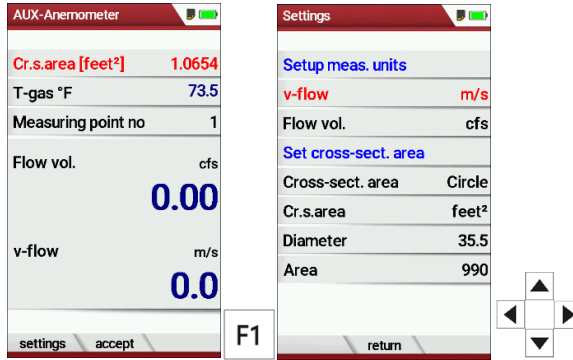 AUX-Anemometer
Cr.s.area [feet²] 1.0654
T-gas °F 73.5
Measuring point no 1
Flow vol. cfs
0.00
v-flow m/s
0.0
settings accept
F1
Settings
Setup meas. units
v-flow m/s
Flow vol. cfs
Set cross-sect. area
Cross-sect. area Circle
Cr.s.area feet²
Diameter 35.5
Area 990
return